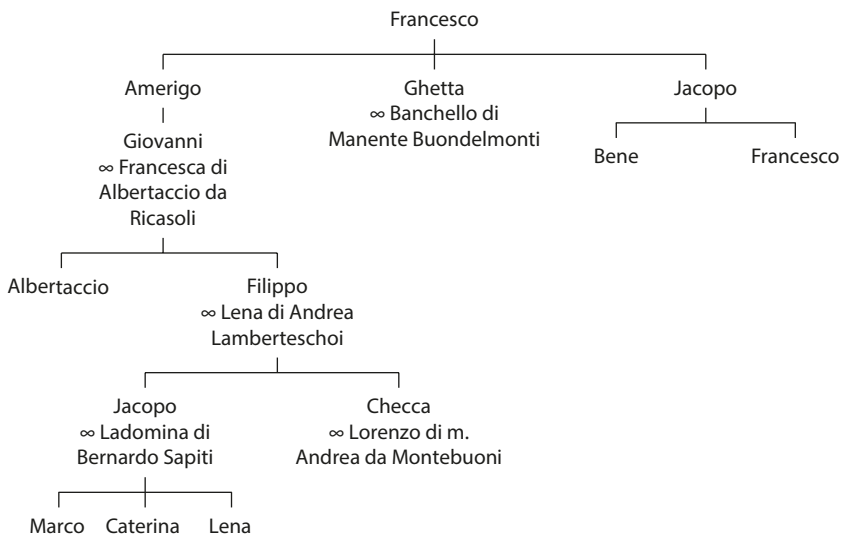 Francesco
Amerigo
Ghetta
∞ Banchello di
Manente Buondelmonti
Jacopo
Giovanni
∞ Francesca di
Albertaccio da
Ricasoli
Bene
Francesco
Albertaccio
Filippo
∞ Lena di Andrea
Lamberteschoi
Jacopo
∞ Ladomina di
Bernardo Sapiti
Checca
∞ Lorenzo di m.
Andrea da Montebuoni
Marco
Caterina
Lena